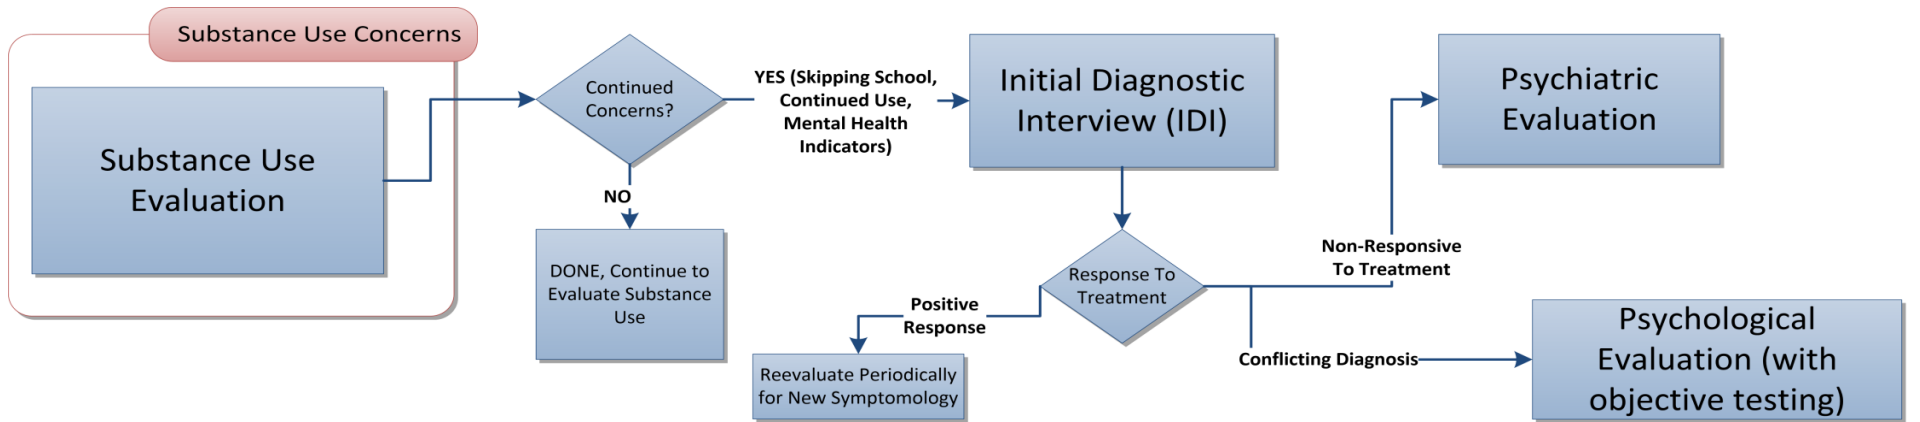 Substance Use Concerns
Substance Use
Evaluation
Continued
Concerns?
YES (Skipping School,
Continued Use,
Mental Health
Indicators)
NO
DONE, Continue to
Evaluate Substance
Use
Initial Diagnostic
Interview (IDI)
Response To
Treatment
Positive
Response
Reevaluate Periodically
for New Symptomology
Non-Responsive
To Treatment
Psychiatric
Evaluation
Conflicting Diagnosis
Psychological
Evaluation (with
objective testing)